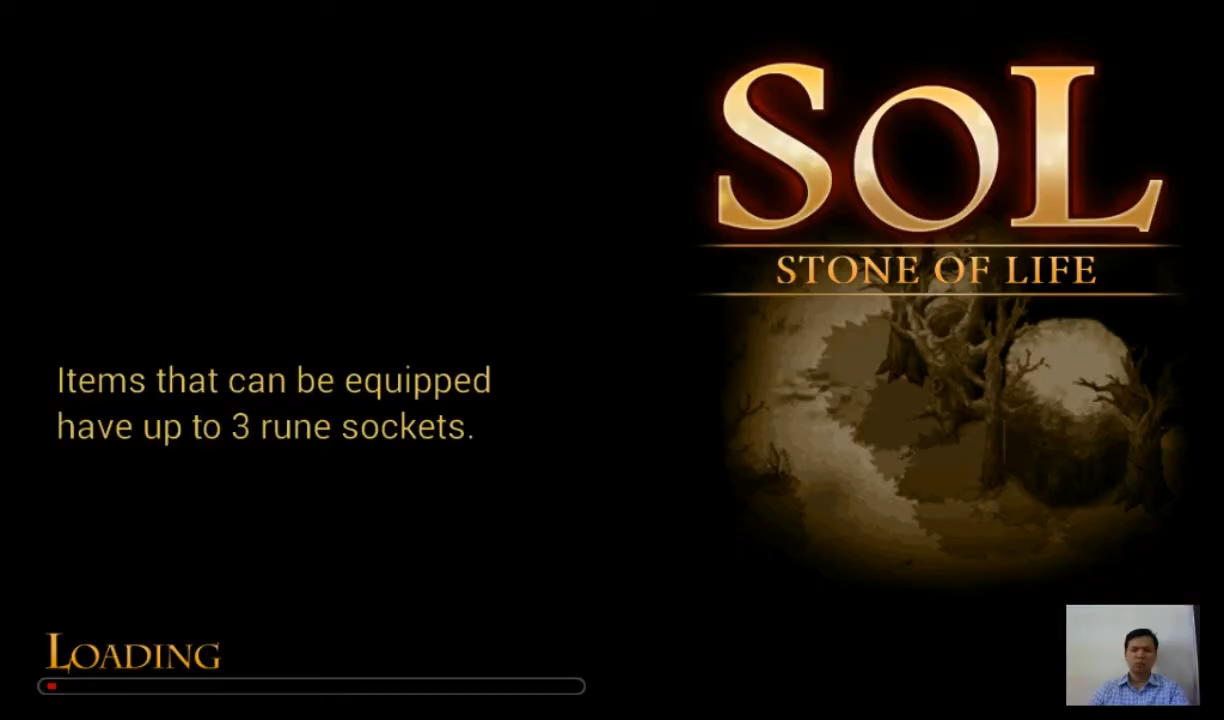 SOL
STONE OF LIFE
Items that can be equipped
have up to 3 rune sockets.
LOADING